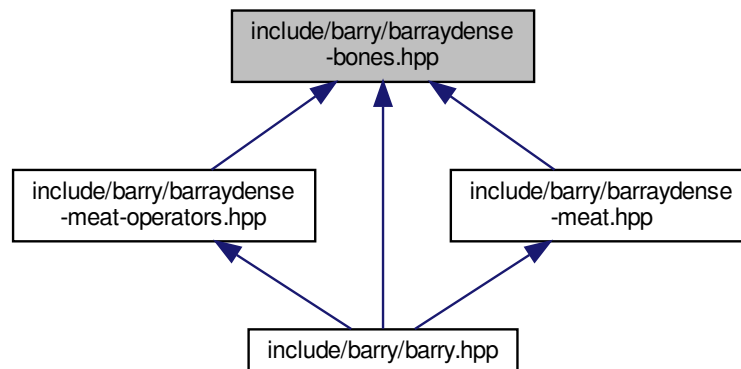 include/barry/barraydense
-bones.hpp
include/barry/barraydense
-meat-operators.hpp
include/barry/barraydense
-meat.hpp
include/barry/barry.hpp